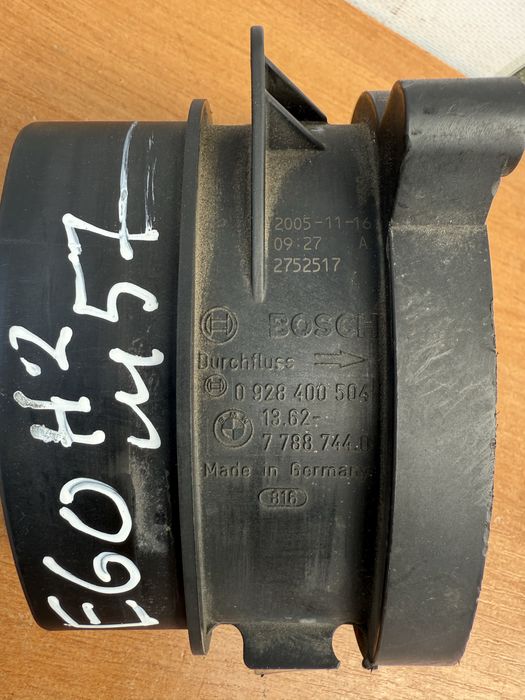 2005-11-16
09:27 A
2752517
BOSCH
Durchfluss
0 928 400 504
13.62-
7 788 744.0
Made in Germany
816
E60 M57
H2